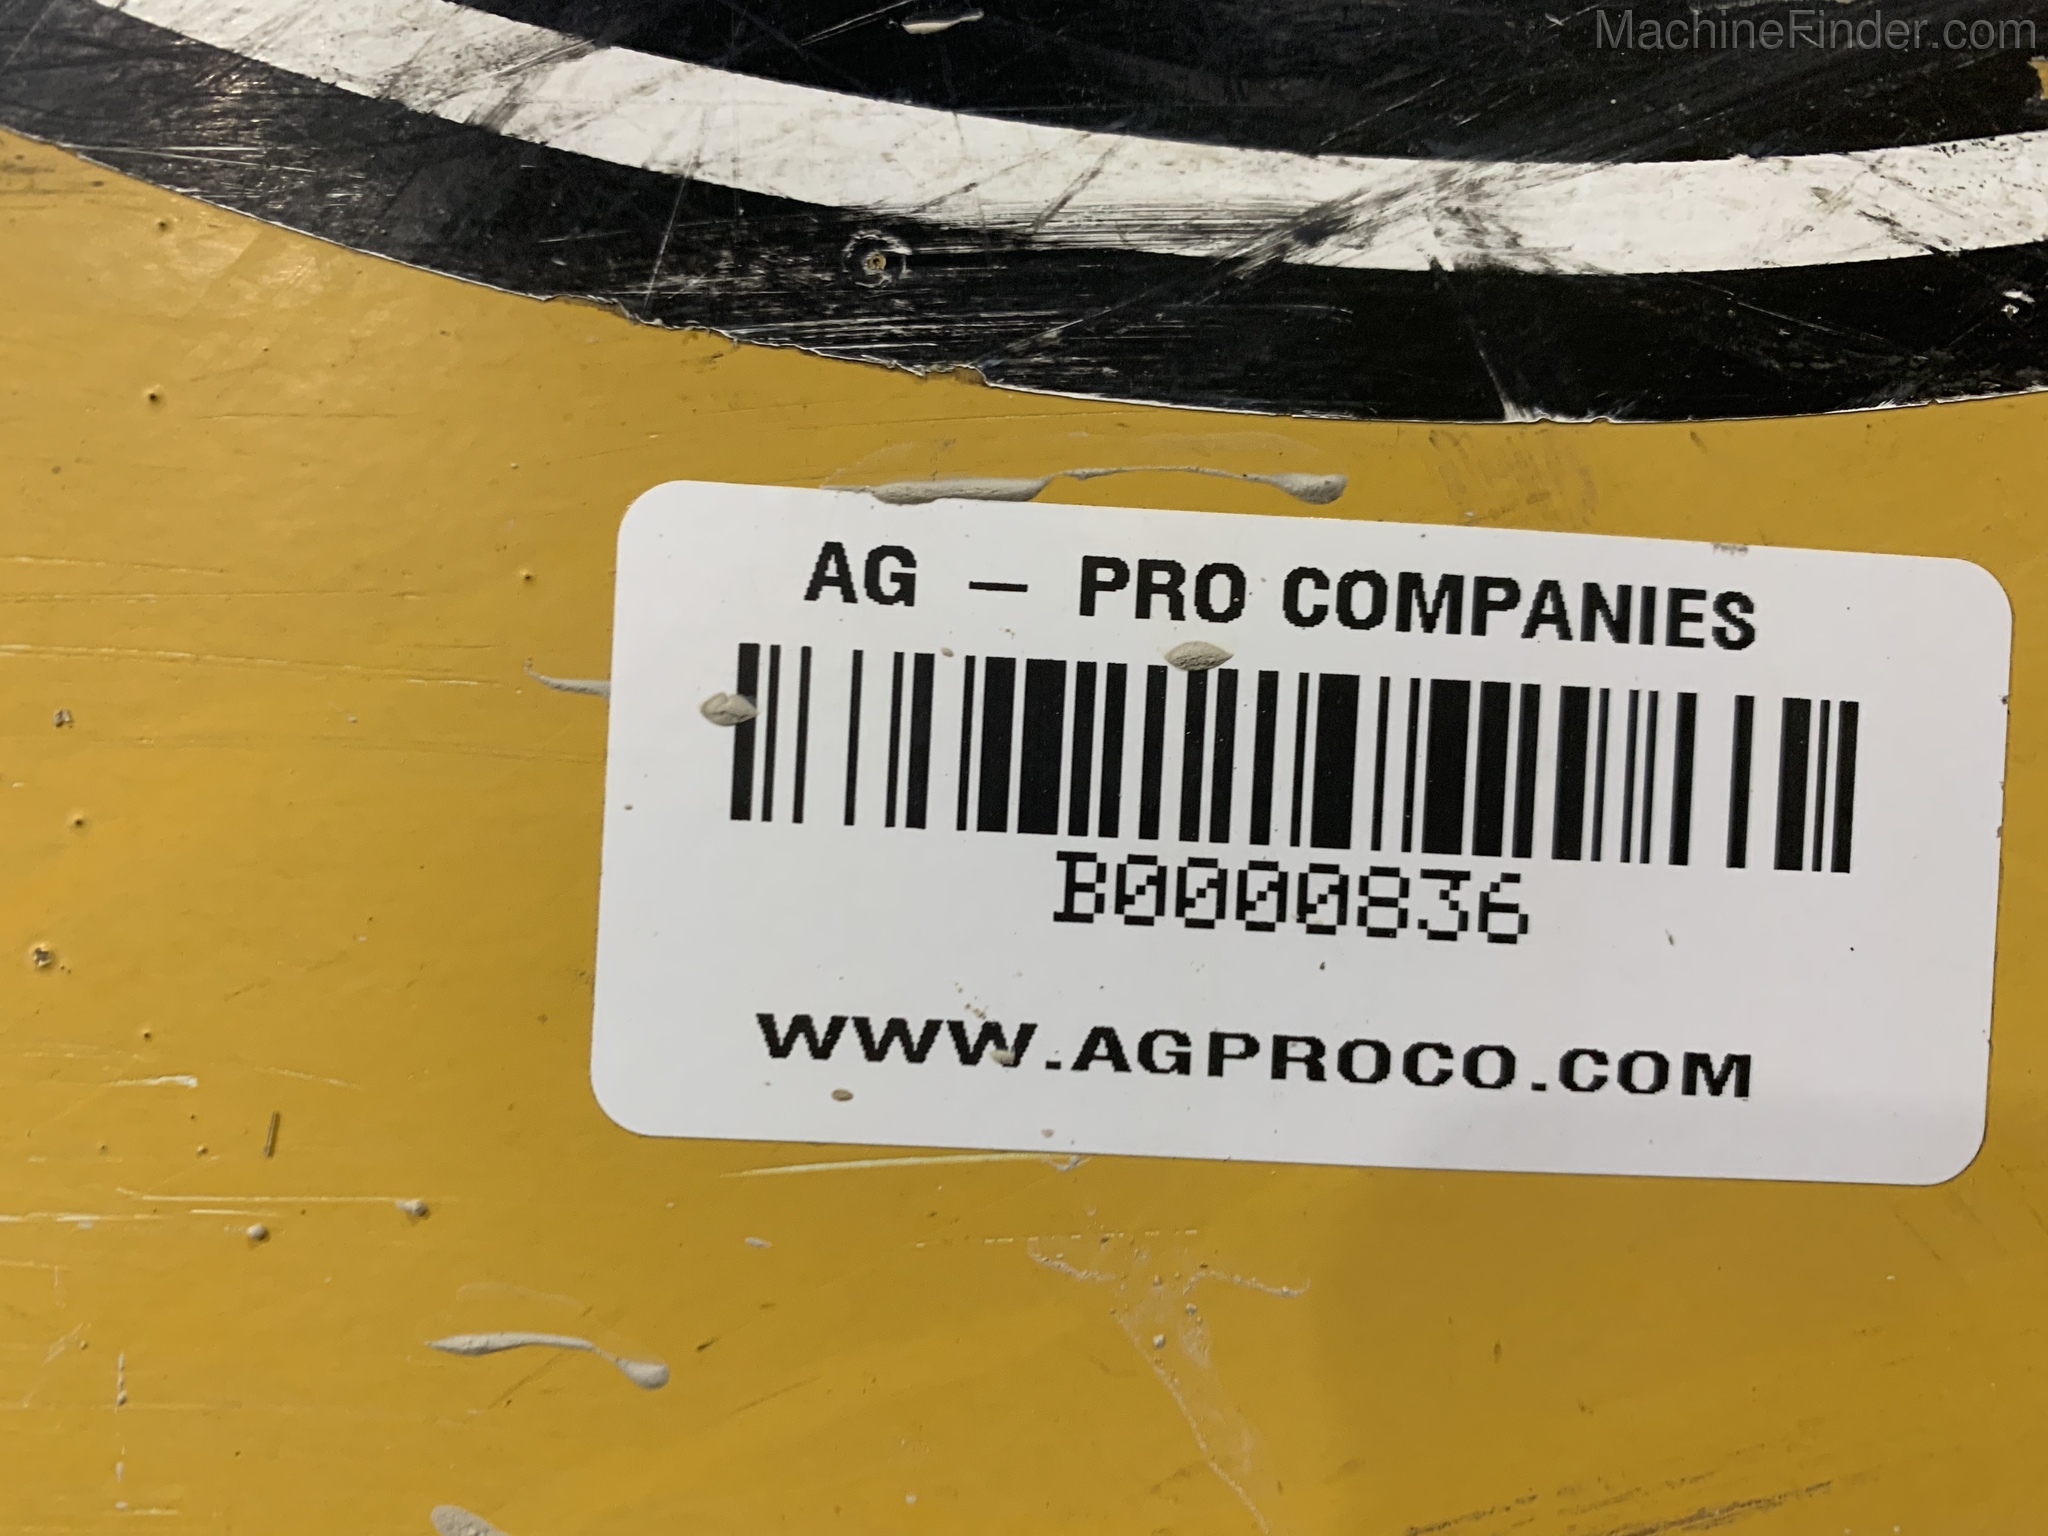 MachineFinder.com
AG – PRO COMPANIES
B0000836
WWW.AGPROCO.COM